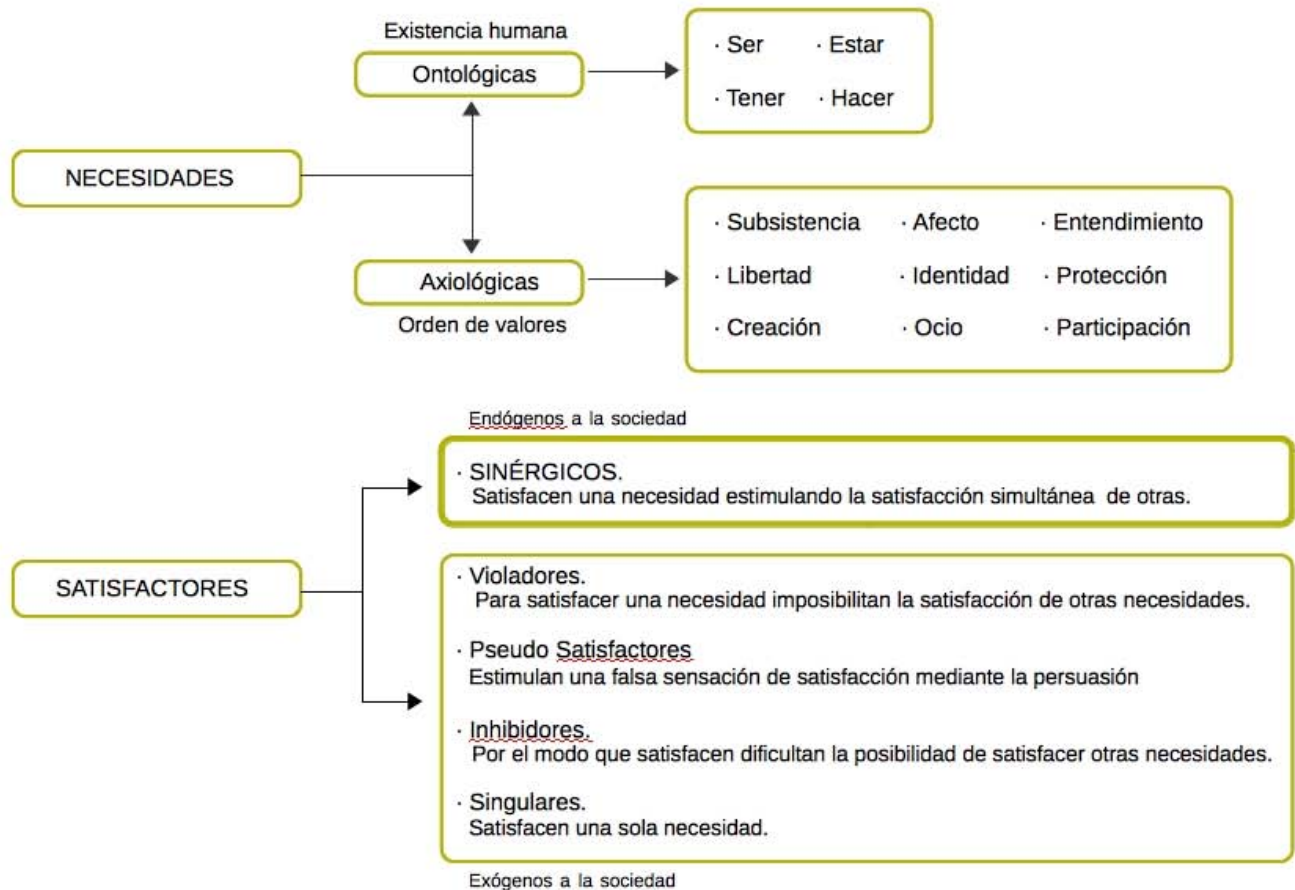 Existencia humana
Ontológicas
· Ser · Estar
· Tener · Hacer
NECESIDADES
Axiológicas
Orden de valores
· Subsistencia · Afecto · Entendimiento
· Libertad · Identidad · Protección
· Creación · Ocio · Participación
Endógenos a la sociedad
· SINÉRGICOS.
Satisfacen una necesidad estimulando la satisfacción simultánea de otras.
SATISFACTORES
· Violadores.
Para satisfacer una necesidad imposibilitan la satisfacción de otras necesidades.
· Pseudo Satisfactores
Estimulan una falsa sensación de satisfacción mediante la persuasión
· Inhibidores.
Por el modo que satisfacen dificultan la posibilidad de satisfacer otras necesidades.
· Singulares.
Satisfacen una sola necesidad.
Exógenos a la sociedad